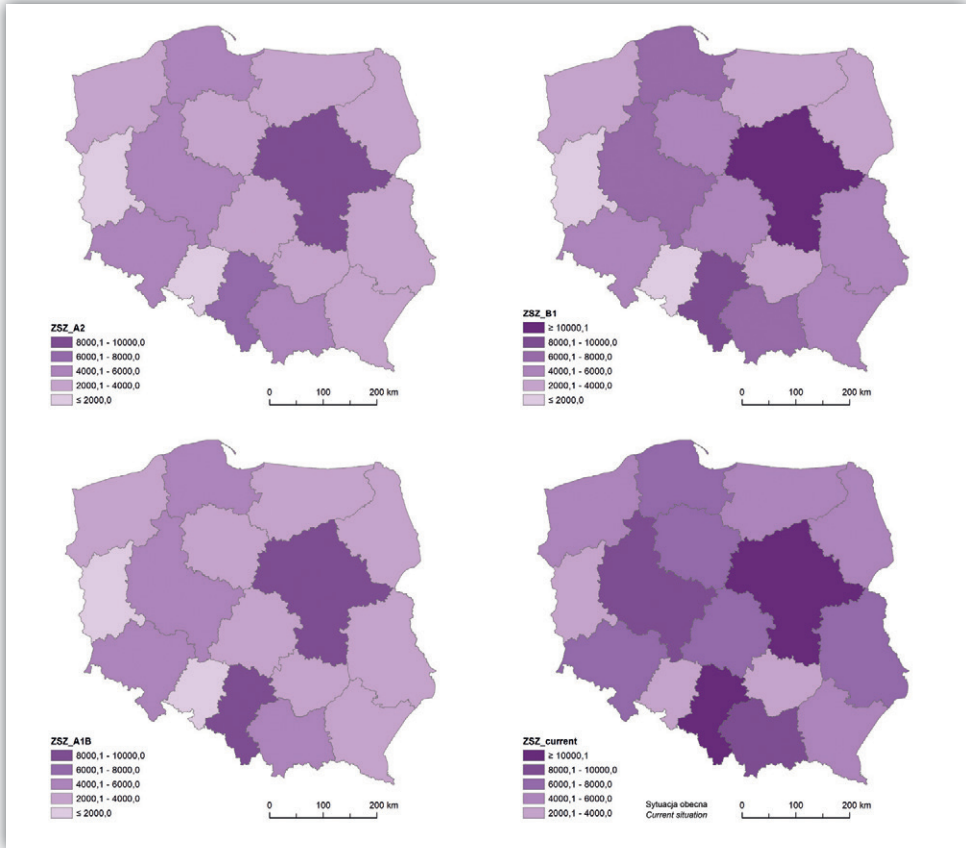 ZSZ_A2
8000,1 - 10000,0
6000,1 - 8000,0
4000,1 - 6000,0
2000,1 - 4000,0
≤ 2000,0
0 100 200 km
ZSZ_B1
≥ 10000,1
8000,1 - 10000,0
6000,1 - 8000,0
4000,1 - 6000,0
2000,1 - 4000,0
≤ 2000,0
0 100 200 km
ZSZ_A1B
8000,1 - 10000,0
6000,1 - 8000,0
4000,1 - 6000,0
2000,1 - 4000,0
≤ 2000,0
0 100 200 km
ZSZ_current
≥ 10000,1
8000,1 - 10000,0
6000,1 - 8000,0
4000,1 - 6000,0
2000,1 - 4000,0
Sytuacja obecna
Current situation
0 100 200 km